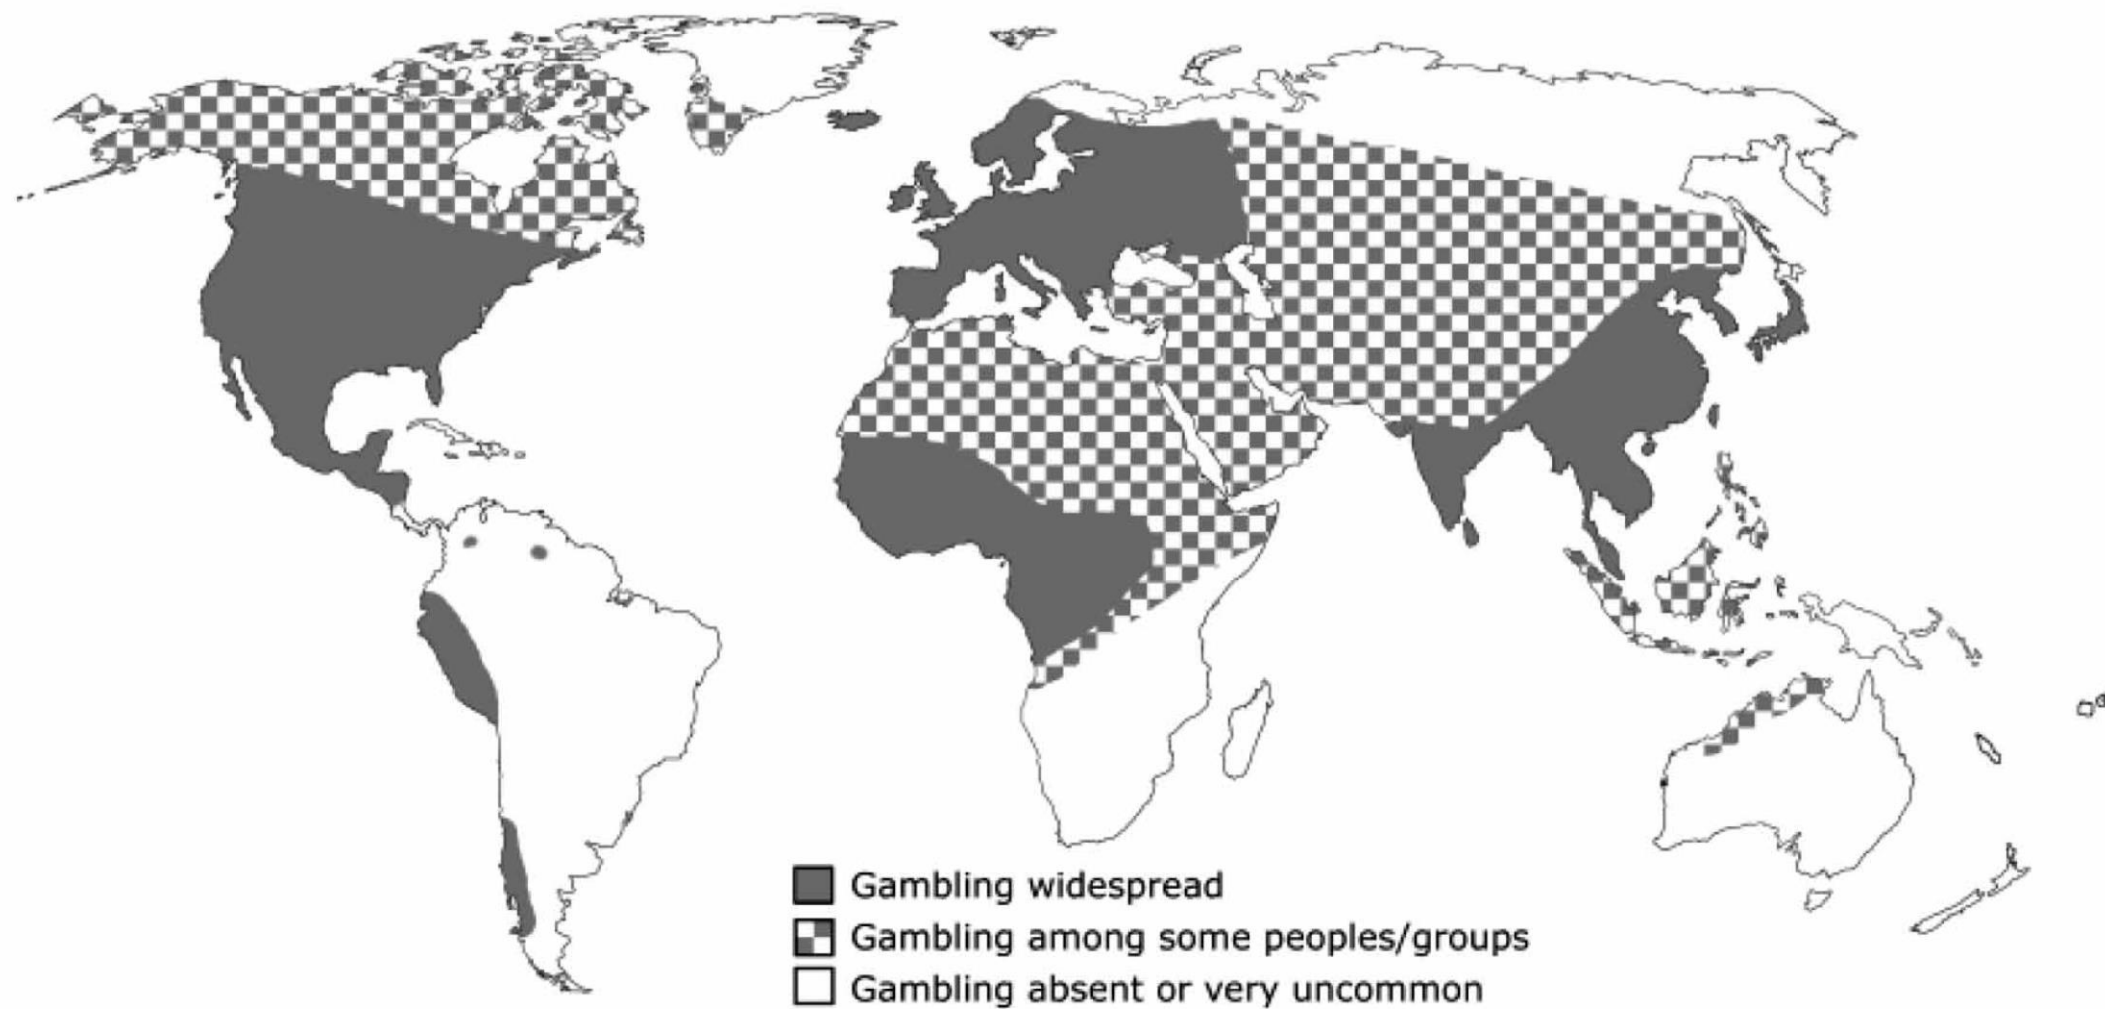 Gambling widespread
Gambling among some peoples/groups
Gambling absent or very uncommon